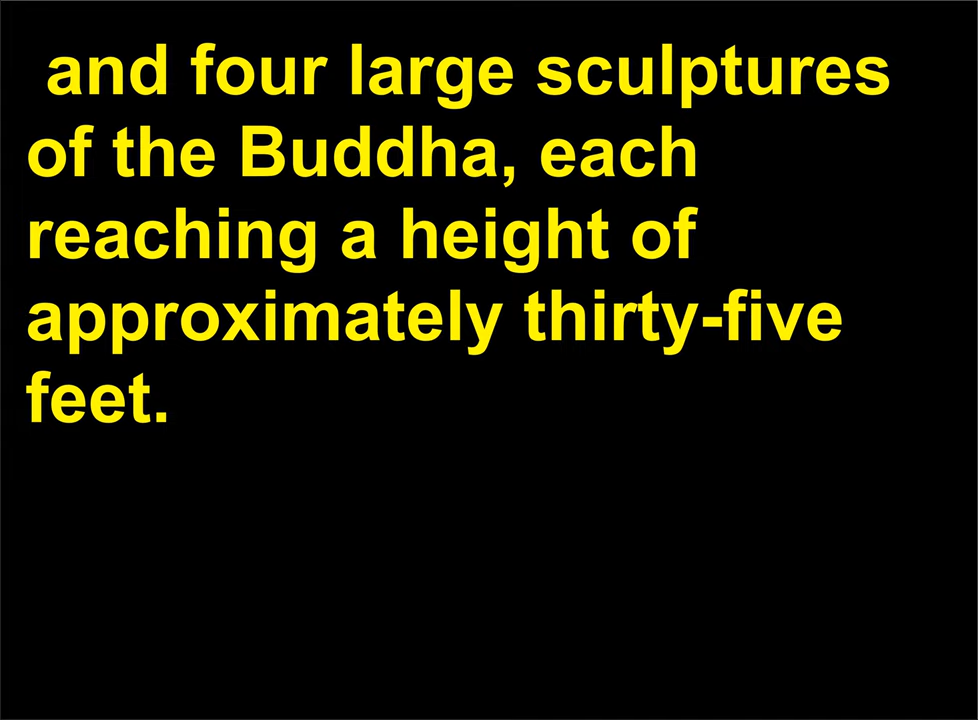 and four large sculptures
of the Buddha, each
reaching a height of
approximately thirty-five
feet.